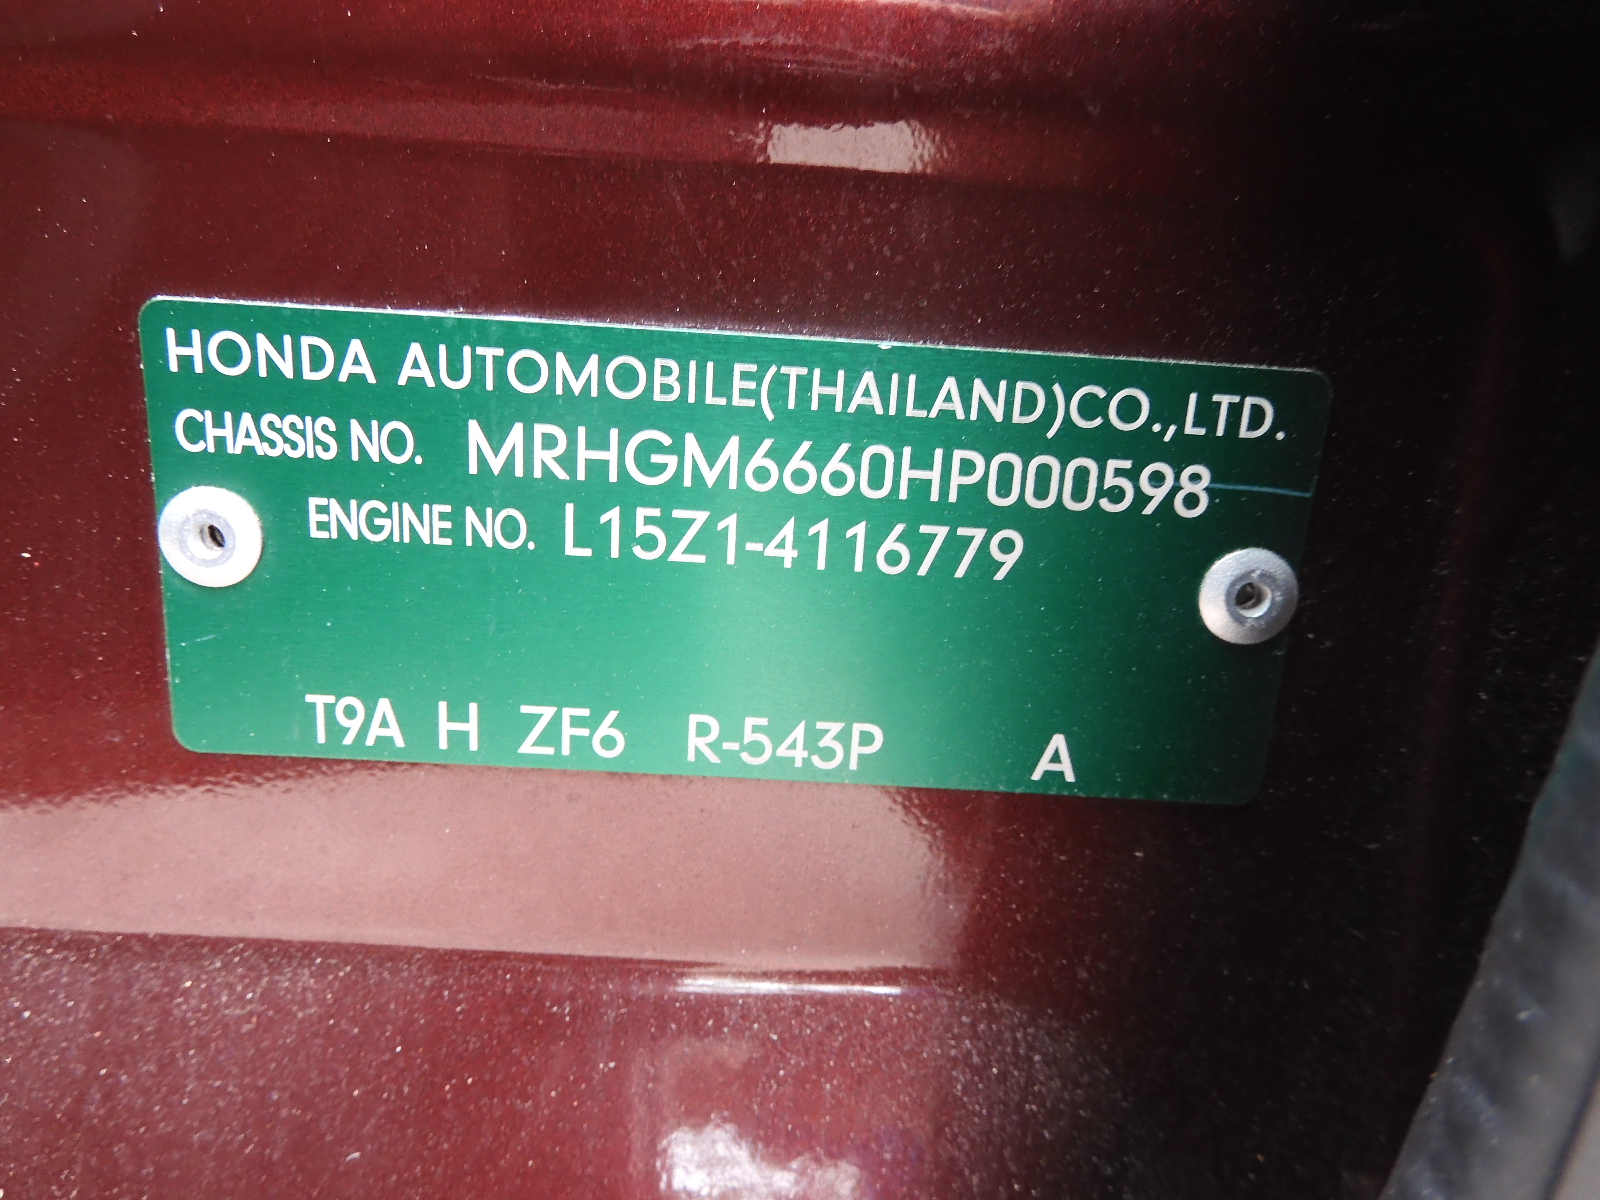 HONDA AUTOMOBILE(THAILAND)CO.,LTD.
CHASSIS NO. MRHGM6660HP000598
ENGINE NO. L15Z1-4116779
T9A H ZF6 R-543P A